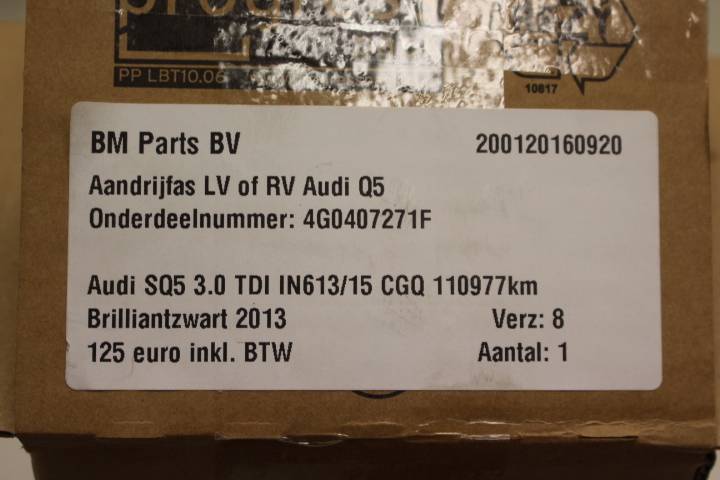 PP LBT10.06
10817
BM Parts BV 200120160920
Aandrijfas LV of RV Audi Q5
Onderdeelnummer: 4G0407271F
Audi SQ5 3.0 TDI IN613/15 CGQ 110977km
Brilliantzwart 2013 Verz: 8
125 euro inkl. BTW Aantal: 1